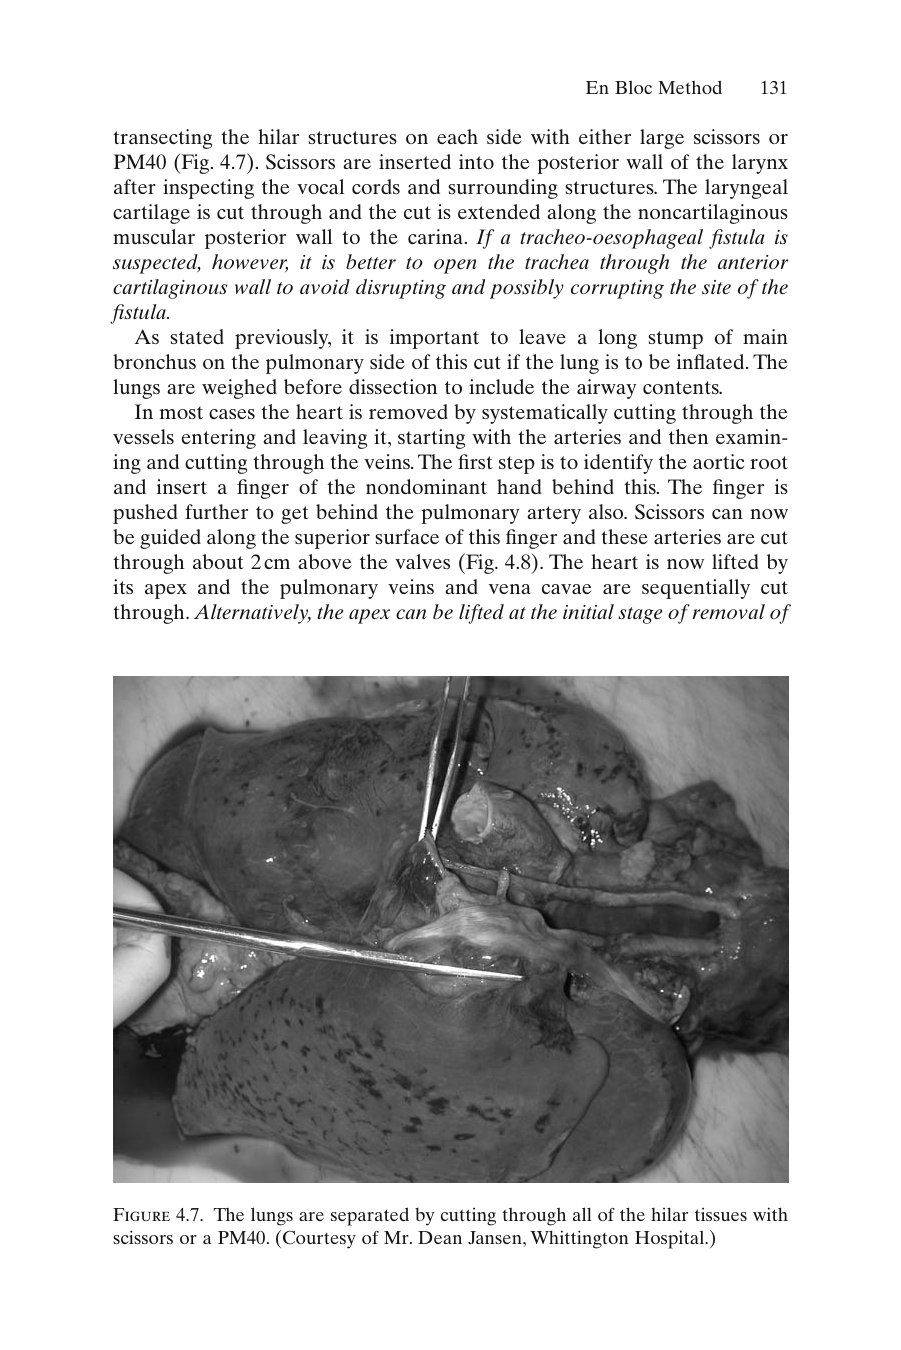 En Bloc Method 131
transecting the hilar structures on each side with either large scissors or
PM40 (Fig. 4.7). Scissors are inserted into the posterior wall of the larynx
after inspecting the vocal cords and surrounding structures. The laryngeal
cartilage is cut through and the cut is extended along the noncartilaginous
muscular posterior wall to the carina. If a tracheo-oesophageal fistula is
suspected, however, it is better to open the trachea through the anterior
cartilaginous wall to avoid disrupting and possibly corrupting the site of the
fistula.
As stated previously, it is important to leave a long stump of main
bronchus on the pulmonary side of this cut if the lung is to be inflated. The
lungs are weighed before dissection to include the airway contents.
In most cases the heart is removed by systematically cutting through the
vessels entering and leaving it, starting with the arteries and then examin-
ing and cutting through the veins. The first step is to identify the aortic root
and insert a finger of the nondominant hand behind this. The finger is
pushed further to get behind the pulmonary artery also. Scissors can now
be guided along the superior surface of this finger and these arteries are cut
through about 2 cm above the valves (Fig. 4.8). The heart is now lifted by
its apex and the pulmonary veins and vena cavae are sequentially cut
through. Alternatively, the apex can be lifted at the initial stage of removal of
FIGURE 4.7. The lungs are separated by cutting through all of the hilar tissues with
scissors or a PM40. (Courtesy of Mr. Dean Jansen, Whittington Hospital.)